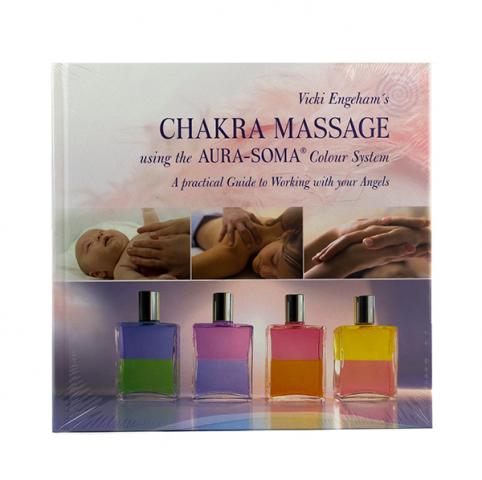 Vicki Engeham's
CHAKRA MASSAGE
using the AURA-SOMA® Colour System
A practical Guide to Working with your Angels